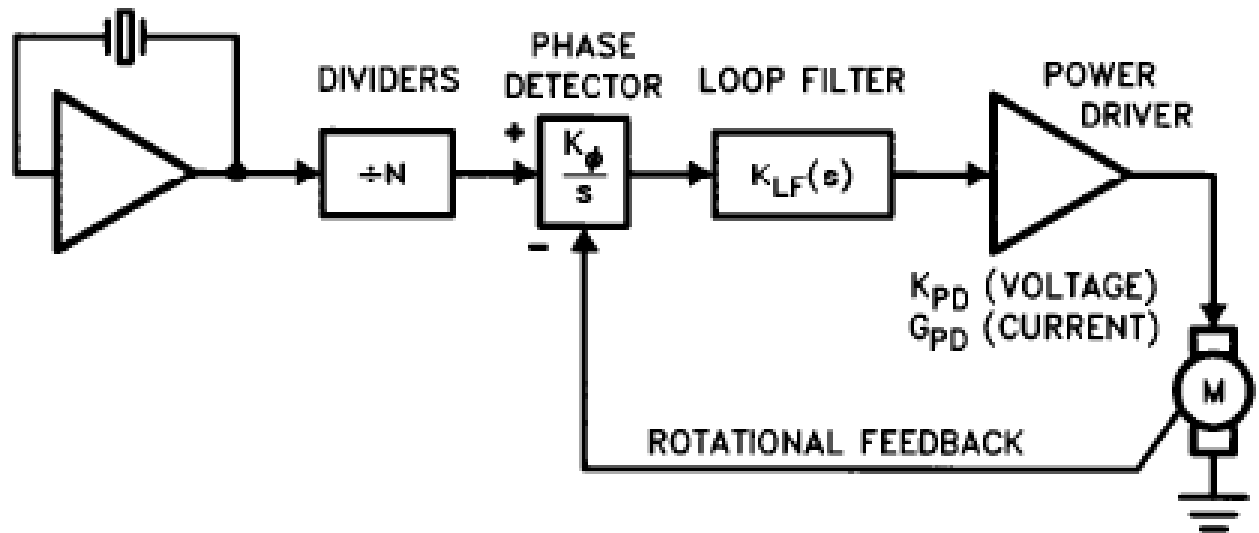 PHASE
DETECTOR
DIVIDERS
LOOP FILTER
POWER
DRIVER
+
÷N
Kϕ
s
KLF(s)
-
KPD (VOLTAGE)
GPD (CURRENT)
M
ROTATIONAL FEEDBACK